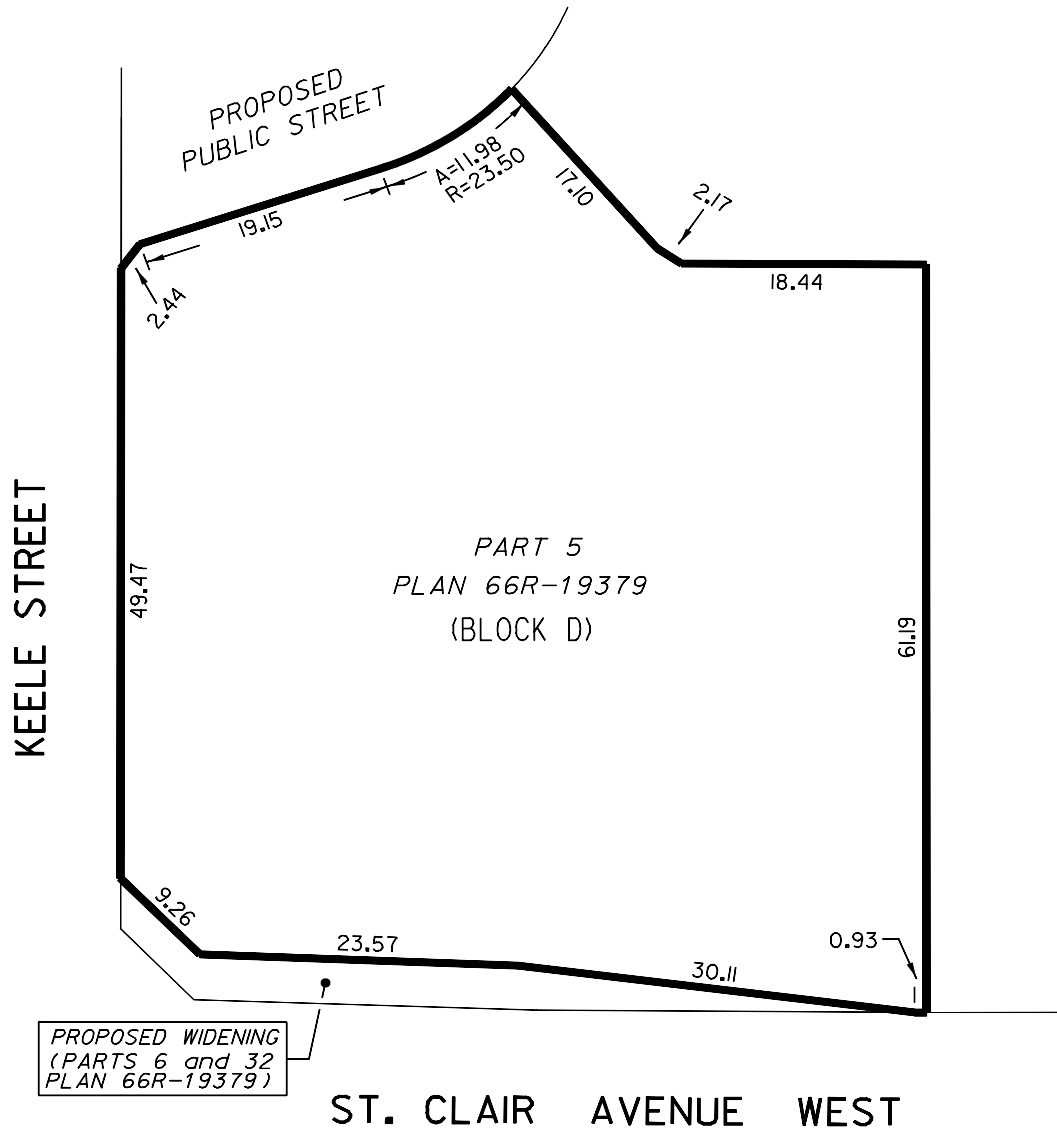 PROPOSED
PUBLIC STREET
A=11.98
R=23.50
17.10
2.17
19.15
2.44
18.44
KEELE STREET
49.47
PART 5
PLAN 66R-19379
(BLOCK D)
61.19
9.26
23.57
30.11
0.93
PROPOSED WIDENING
(PARTS 6 and 32
PLAN 66R-19379)
ST. CLAIR AVENUE WEST